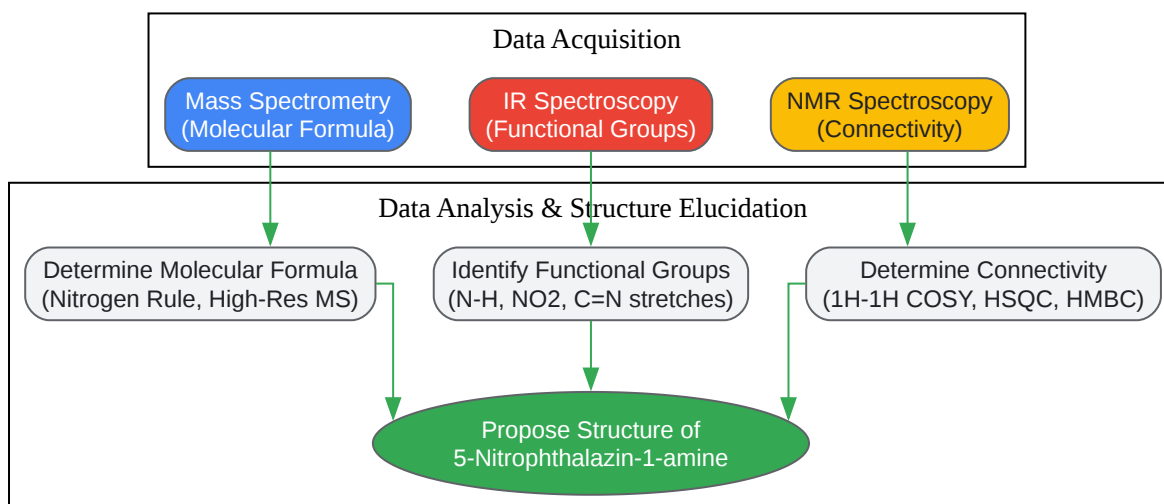 Data Acquisition
Mass Spectrometry
(Molecular Formula)
IR Spectroscopy
(Functional Groups)
NMR Spectroscopy
(Connectivity)
Data Analysis & Structure Elucidation
Determine Molecular Formula
(Nitrogen Rule, High-Res MS)
Identify Functional Groups
(N-H, NO2, C=N stretches)
Determine Connectivity
(1H-1H COSY, HSQC, HMBC)
Propose Structure of
5-Nitrophthalazin-1-amine